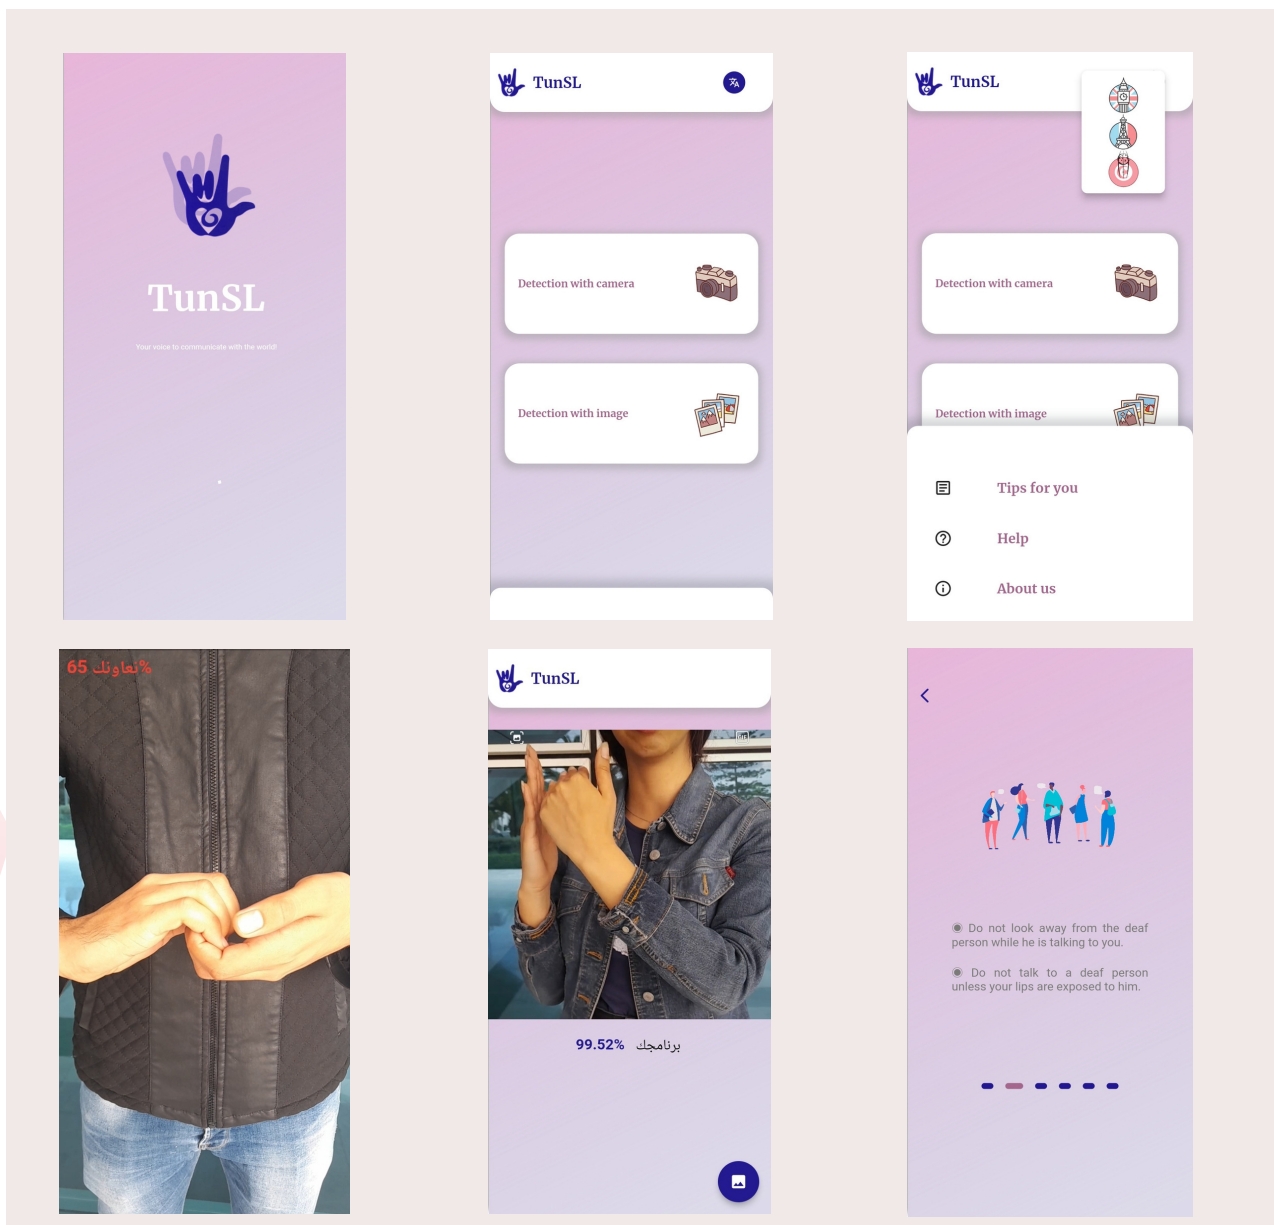 TunSL
Your voice to communicate with the world!
TunSL
Detection with camera
Detection with image
TunSL
Detection with camera
Detection with image
Tips for you
Help
About us
65 نعاونك%
TunSL
99.52% برنامجك
Do not look away from the deaf
person while he is talking to you.
Do not talk to a deaf person
unless your lips are exposed to him.